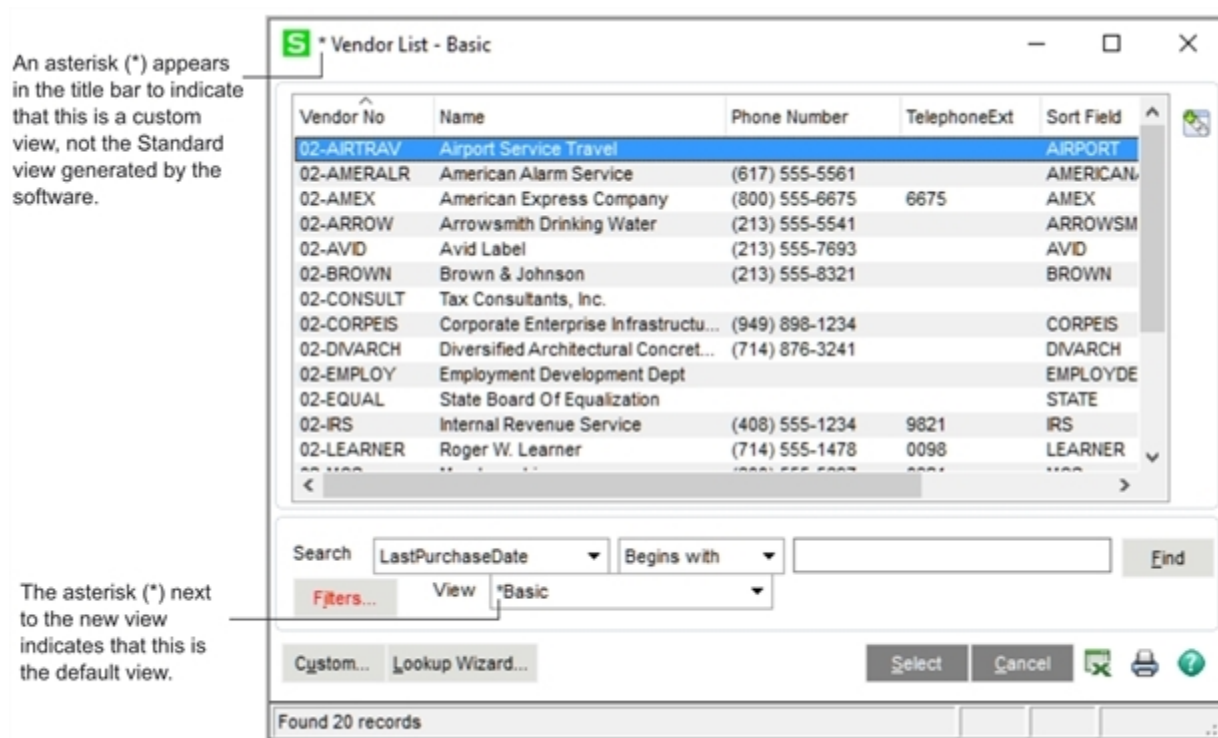 An asterisk (*) appears
in the title bar to indicate
that this is a custom
view, not the Standard
view generated by the
software.
S * Vendor List - Basic
Vendor No Name Phone Number TelephoneExt Sort Field
02-AIRTRAV Airport Service Travel AIRPORT
02-AMERALR American Alarm Service (617) 555-5561 AMERICAN
02-AMEX American Express Company (800) 555-6675 6675 AMEX
02-ARROW Arrowsmith Drinking Water (213) 555-5541 ARROWSM
02-AVID Avid Label (213) 555-7693 AVID
02-BROWN Brown & Johnson (213) 555-8321 BROWN
02-CONSULT Tax Consultants, Inc.
02-CORPEIS Corporate Enterprise Infrastructu... (949) 898-1234 CORPEIS
02-DIVARCH Diversified Architectural Concret... (714) 876-3241 DIVARCH
02-EMPLOY Employment Development Dept EMPLOYDE
02-EQUAL State Board Of Equalization STATE
02-IRS Internal Revenue Service (408) 555-1234 9821 IRS
02-LEARNER Roger W. Learner (714) 555-1478 0098 LEARNER
Search LastPurchaseDate Begins with Find
Filters... View *Basic
The asterisk (*) next
to the new view
indicates that this is
the default view.
Custom... Lookup Wizard... Select Cancel
Found 20 records